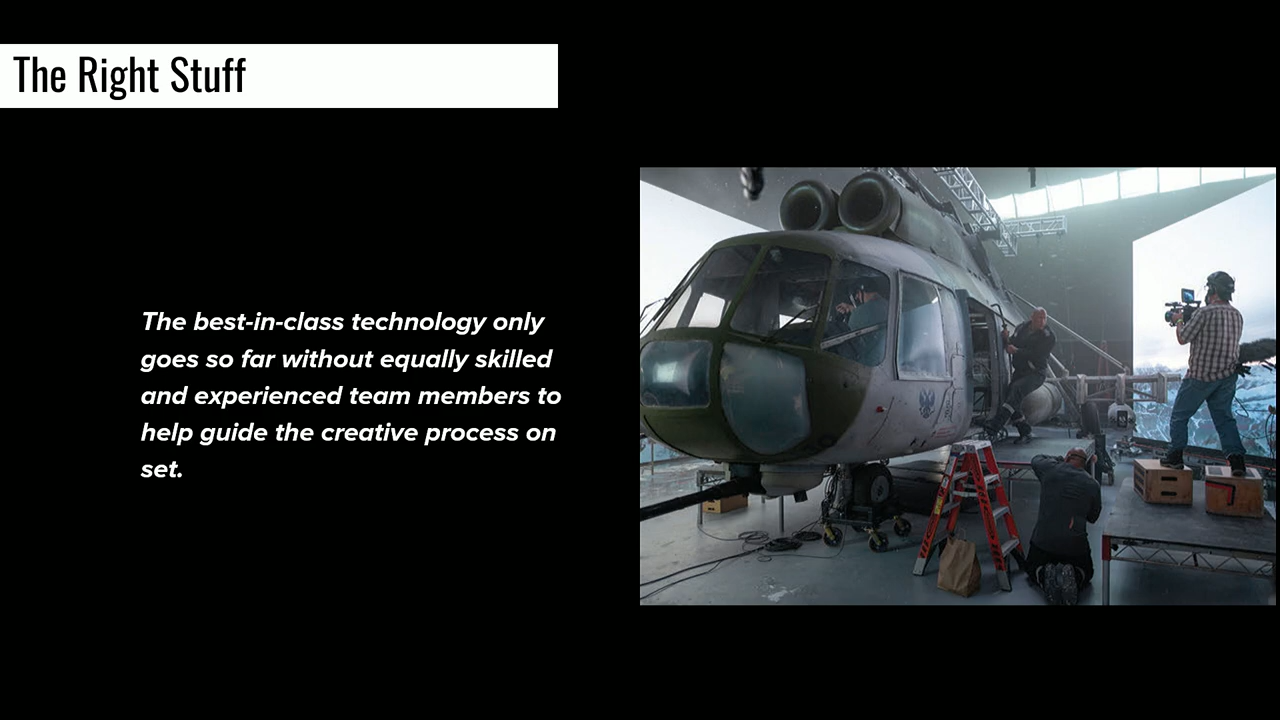 The Right Stuff
The best-in-class technology only
goes so far without equally skilled
and experienced team members to
help guide the creative process on
set.